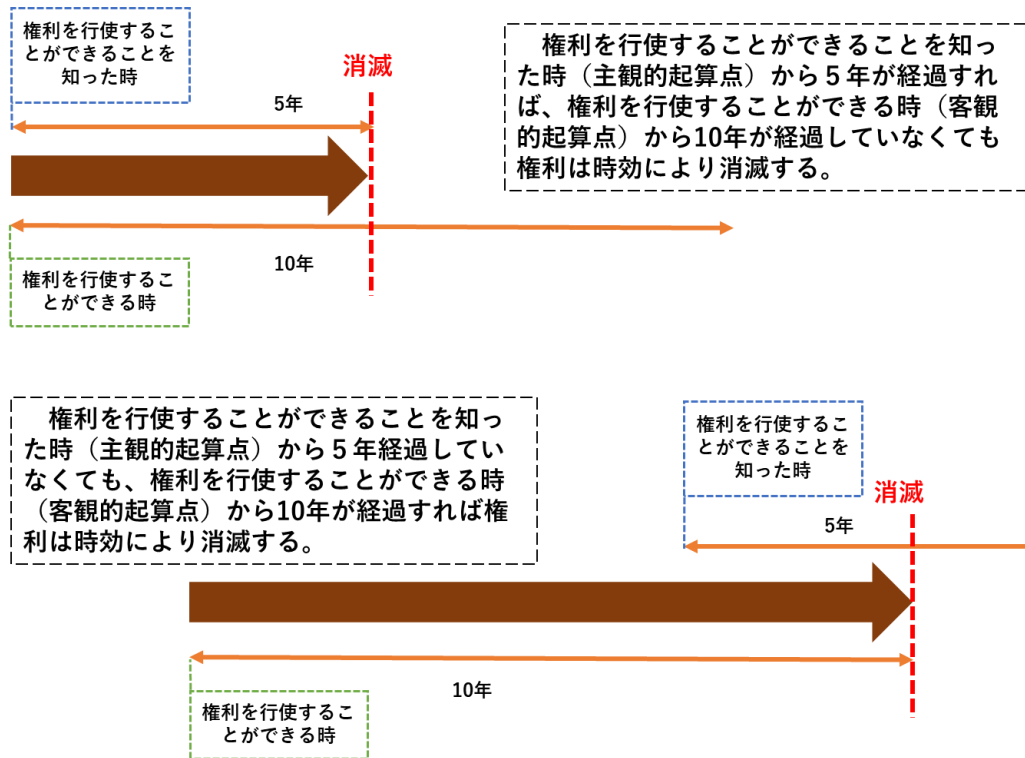 権利を行使するこ
とができることを
知った時
消滅
5年
権利を行使することができることを知っ
た時（主観的起算点）から５年が経過すれ
ば、権利を行使することができる時（客観
的起算点）から10年が経過していなくても
権利は時効により消滅する。
10年
権利を行使するこ
とができる時
権利を行使することができることを知っ
た時（主観的起算点）から５年経過してい
なくても、権利を行使することができる時
（客観的起算点）から10年が経過すれば権
利は時効により消滅する。
権利を行使するこ
とができることを
知った時
消滅
5年
10年
権利を行使するこ
とができる時